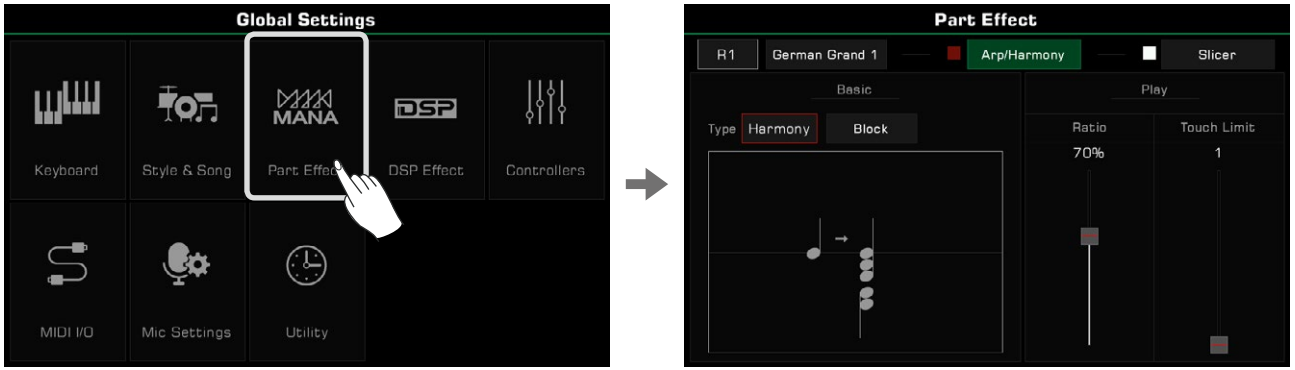 Global Settings
Keyboard
Style & Song
MANA
Part Effect
DSP
DSP Effect
Controllers
MIDI I/O
Mic Settings
Utility
Part Effect
R1
German Grand 1
Arp/Harmony
Slicer
Basic
Play
Type
Harmony
Block
Ratio
Touch Limit
70%
1